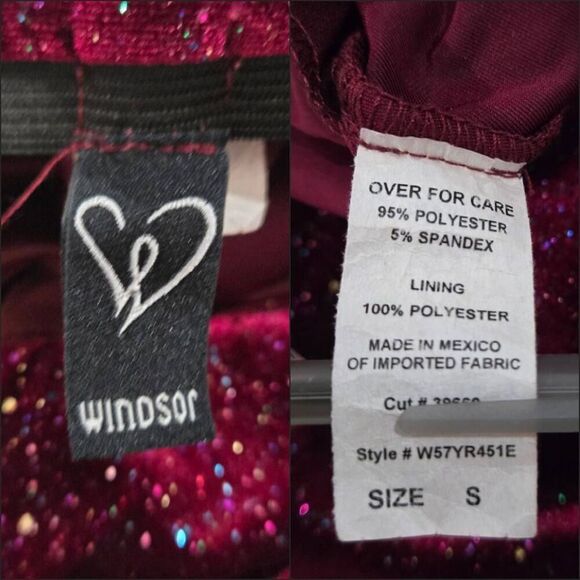 WINDSOR
OVER FOR CARE
95% POLYESTER
5% SPANDEX
LINING
100% POLYESTER
MADE IN MEXICO
OF IMPORTED FABRIC
Cut #
Style # W57YR451E
SIZE S